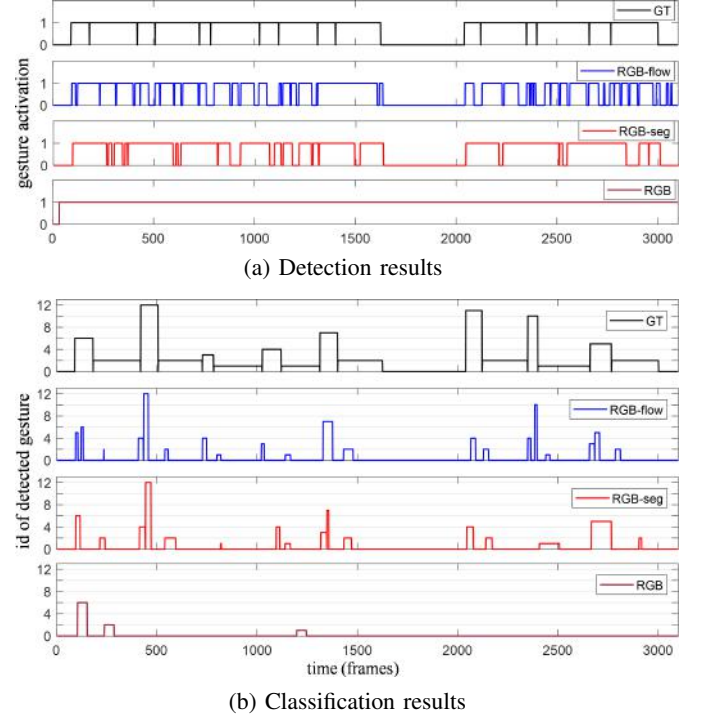 GT
1
0
RGB-flow
1
0
RGB-seg
1
0
RGB
1
0
gesture activation
0 500 1000 1500 2000 2500 3000
(a) Detection results
12
8
4
0
GT
12
8
4
0
RGB-flow
12
8
4
0
RGB-seg
12
8
4
0
RGB
id of detected gesture
0 500 1000 1500 2000 2500 3000
time (frames)
(b) Classification results